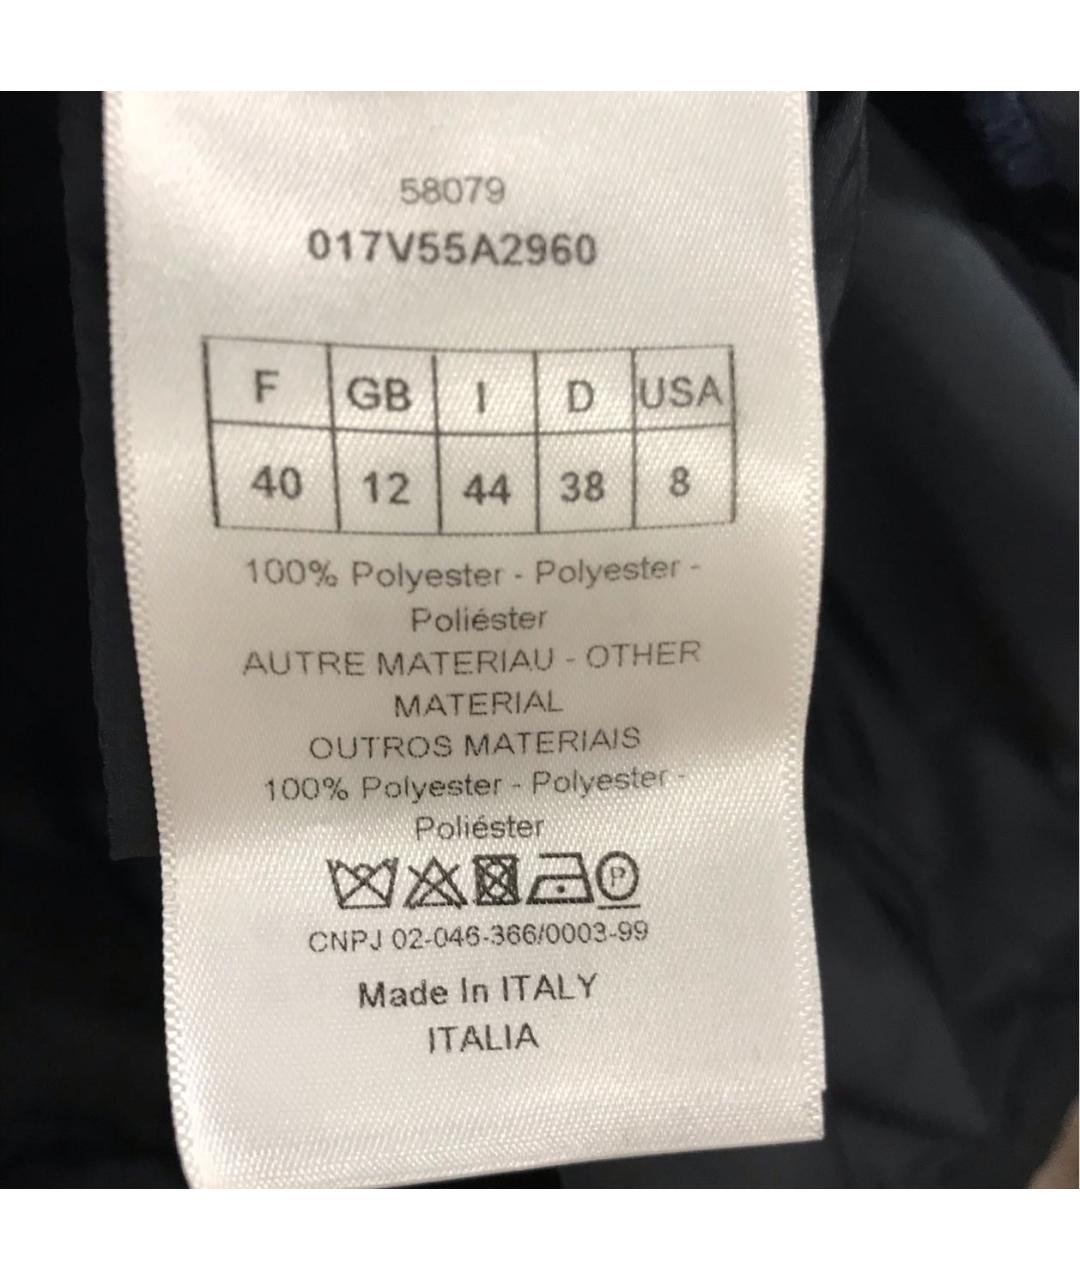 58079
017V55A2960
F GB I D USA
40 12 44 38 8
100% Polyester - Polyester -
Poliéster
AUTRE MATERIAU - OTHER
MATERIAL
OUTROS MATERIAIS
100% Polyester - Polyester -
Poliéster
P
CNPJ 02-046-366/0003-99
Made In ITALY
ITALIA